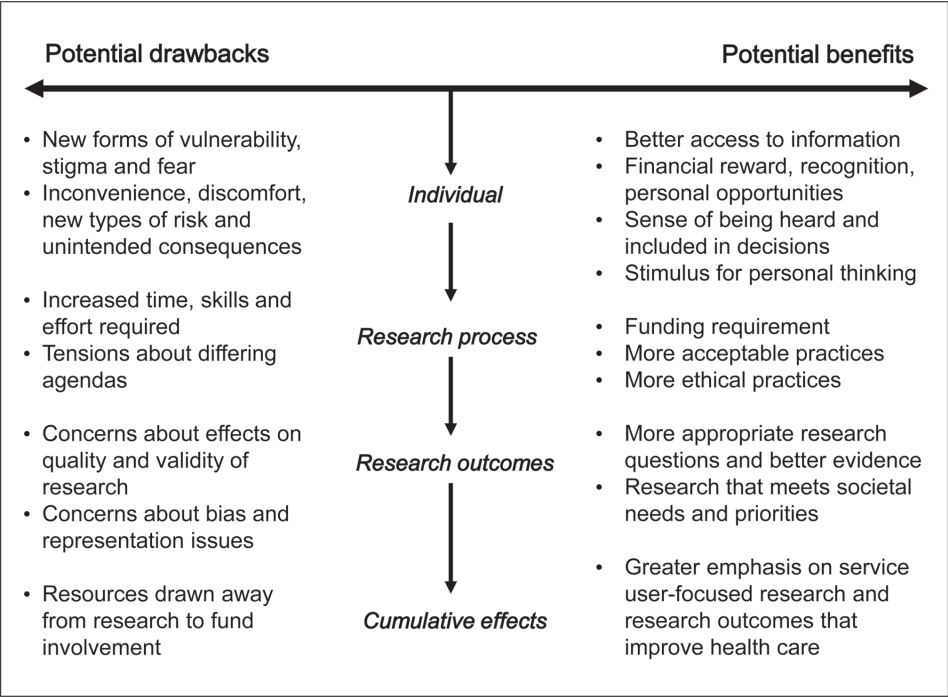 Potential drawbacks
Potential benefits
• New forms of vulnerability,
stigma and fear
• Inconvenience, discomfort,
new types of risk and
unintended consequences
Individual
• Better access to information
• Financial reward, recognition,
personal opportunities
• Sense of being heard and
included in decisions
• Stimulus for personal thinking
• Increased time, skills and
effort required
• Tensions about differing
agendas
Research process
• Funding requirement
• More acceptable practices
• More ethical practices
• Concerns about effects on
quality and validity of
research
• Concerns about bias and
representation issues
Research outcomes
• More appropriate research
questions and better evidence
• Research that meets societal
needs and priorities
• Resources drawn away
from research to fund
involvement
Cumulative effects
• Greater emphasis on service
user-focused research and
research outcomes that
improve health care